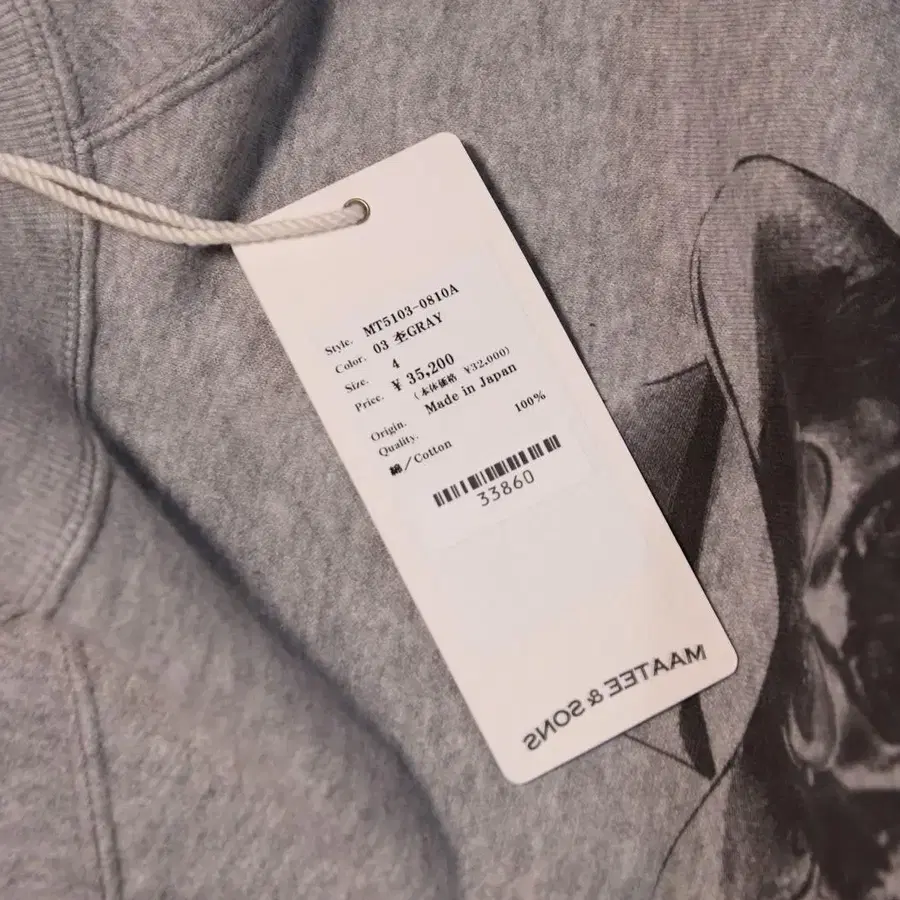 Style. MT5103-0810A
Color. 03 杢GRAY
Size. 4
Price. ¥ 35,200
(本体価格 ¥32,000)
Origin. Made in Japan
Quality.
綿/Cotton 100%
33860
MAATEE & SONS